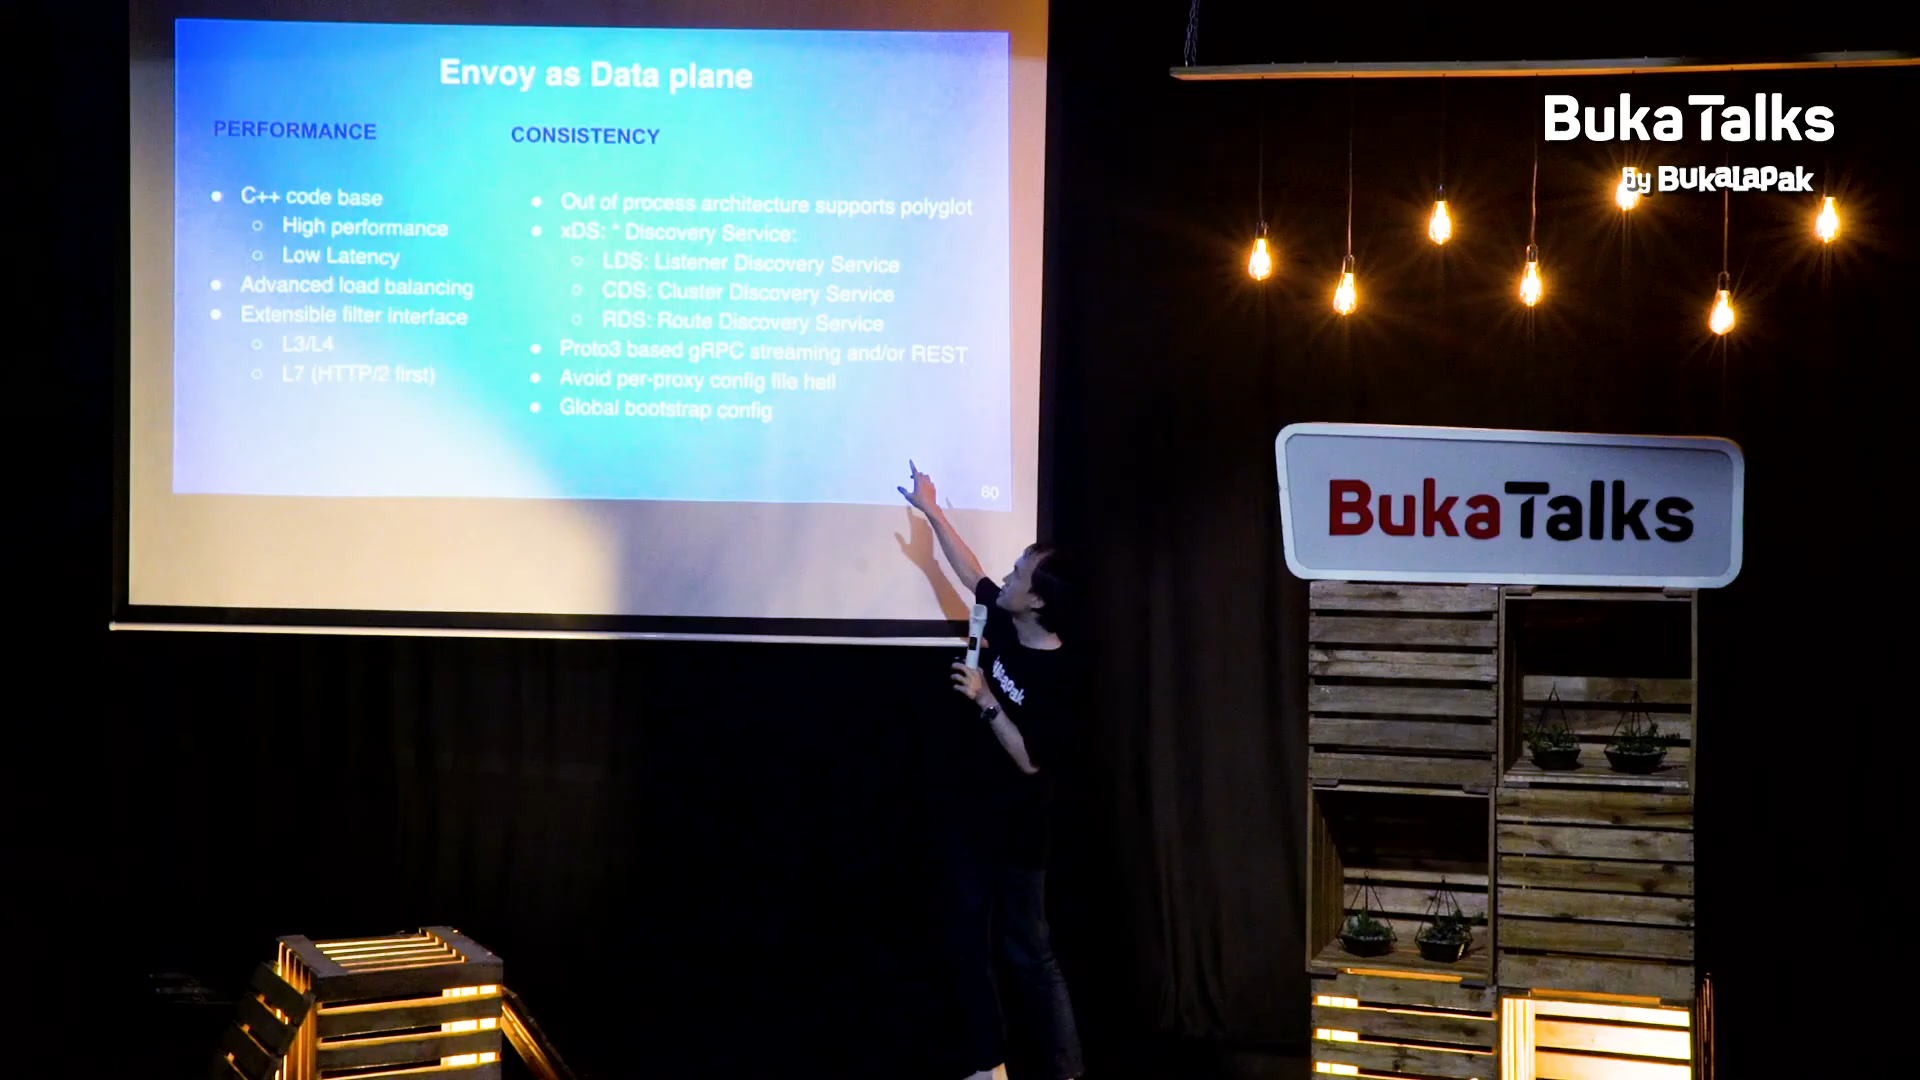 Envoy as Data plane
PERFORMANCE
C++ code base
High performance
Low Latency
Advanced load balancing
Extensible filter interface
L3/L4
L7 (HTTP/2 first)
CONSISTENCY
Out of process architecture supports polyglot
xDS: * Discovery Service:
LDS: Listener Discovery Service
CDS: Cluster Discovery Service
RDS: Route Discovery Service
Proto3 based gRPC streaming and/or REST
Avoid per-proxy config file hell
Global bootstrap config
60
BukaTalks
by BukaLapak
BukaTalks